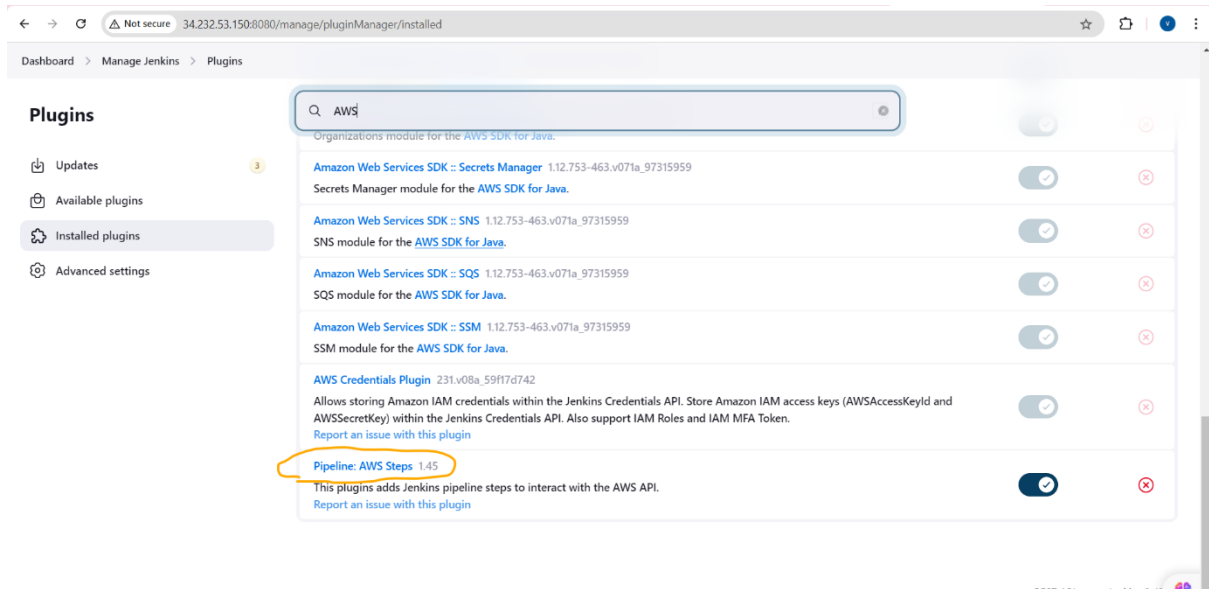 Not secure 34.232.53.150:8080/manage/pluginManager/installed
V
Dashboard > Manage Jenkins > Plugins
Plugins
AWS
Updates 3
Available plugins
Installed plugins
Advanced settings
Organizations module for the AWS SDK for Java.
Amazon Web Services SDK :: Secrets Manager 1.12.753-463.v071a_97315959
Secrets Manager module for the AWS SDK for Java.
Amazon Web Services SDK :: SNS 1.12.753-463.v071a_97315959
SNS module for the AWS SDK for Java.
Amazon Web Services SDK :: SQS 1.12.753-463.v071a_97315959
SQS module for the AWS SDK for Java.
Amazon Web Services SDK :: SSM 1.12.753-463.v071a_97315959
SSM module for the AWS SDK for Java.
AWS Credentials Plugin 231.v08a_59f17d742
Allows storing Amazon IAM credentials within the Jenkins Credentials API. Store Amazon IAM access keys (AWSAccessKeyId and
AWSSecretKey) within the Jenkins Credentials API. Also support IAM Roles and IAM MFA Token.
Report an issue with this plugin
Pipeline: AWS Steps 1.45
This plugins adds Jenkins pipeline steps to interact with the AWS API.
Report an issue with this plugin